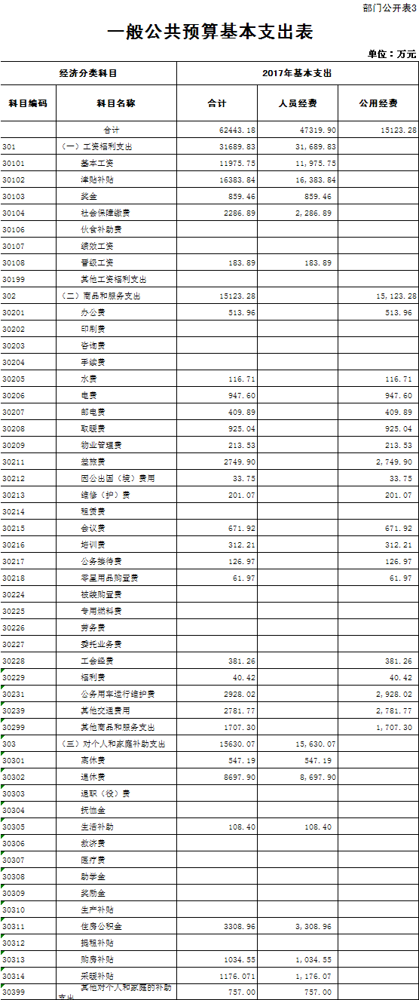 部门公开表3
一般公共预算基本支出表
单位：万元
经济分类科目 2017年基本支出
科目编码 科目名称 合计 人员经费 公用经费
合计 62443.18 47319.90 15123.28
301 （一）工资福利支出 31689.83 31,689.83
30101 基本工资 11975.75 11,975.75
30102 津贴补贴 16383.84 16,383.84
30103 奖金 859.46 859.46
30104 社会保障缴费 2286.89 2,286.89
30106 伙食补助费
30107 绩效工资
30108 晋级工资 183.89 183.89
30199 其他工资福利支出
302 （二）商品和服务支出 15123.28 15,123.28
30201 办公费 513.96 513.96
30202 印刷费
30203 咨询费
30204 手续费
30205 水费 116.71 116.71
30206 电费 947.60 947.60
30207 邮电费 409.89 409.89
30208 取暖费 925.04 925.04
30209 物业管理费 213.53 213.53
30211 差旅费 2749.90 2,749.90
30212 因公出国（境）费用 33.75 33.75
30213 维修（护）费 201.07 201.07
30214 租赁费
30215 会议费 671.92 671.92
30216 培训费 312.21 312.21
30217 公务接待费 126.97 126.97
30218 零星用品购置费 61.97 61.97
30224 被装购置费
30225 专用燃料费
30226 劳务费
30227 委托业务费
30228 工会经费 381.26 381.26
30229 福利费 40.42 40.42
30231 公务用车运行维护费 2928.02 2,928.02
30239 其他交通费用 2781.77 2,781.77
30299 其他商品和服务支出 1707.30 1,707.30
303 （三）对个人和家庭补助支出 15630.07 15,630.07
30301 离休费 547.19 547.19
30302 退休费 8697.90 8,697.90
30303 退职（役）费
30304 抚恤金
30305 生活补助 108.40 108.40
30306 救济费
30307 医疗费
30308 助学金
30309 奖励金
30310 生产补贴
30311 住房公积金 3308.96 3,308.96
30312 提租补贴
30313 购房补贴 1034.55 1,034.55
30314 采暖补贴 1176.071 1,176.07
30399 其他对个人和家庭的补助 757.00 757.00
支出